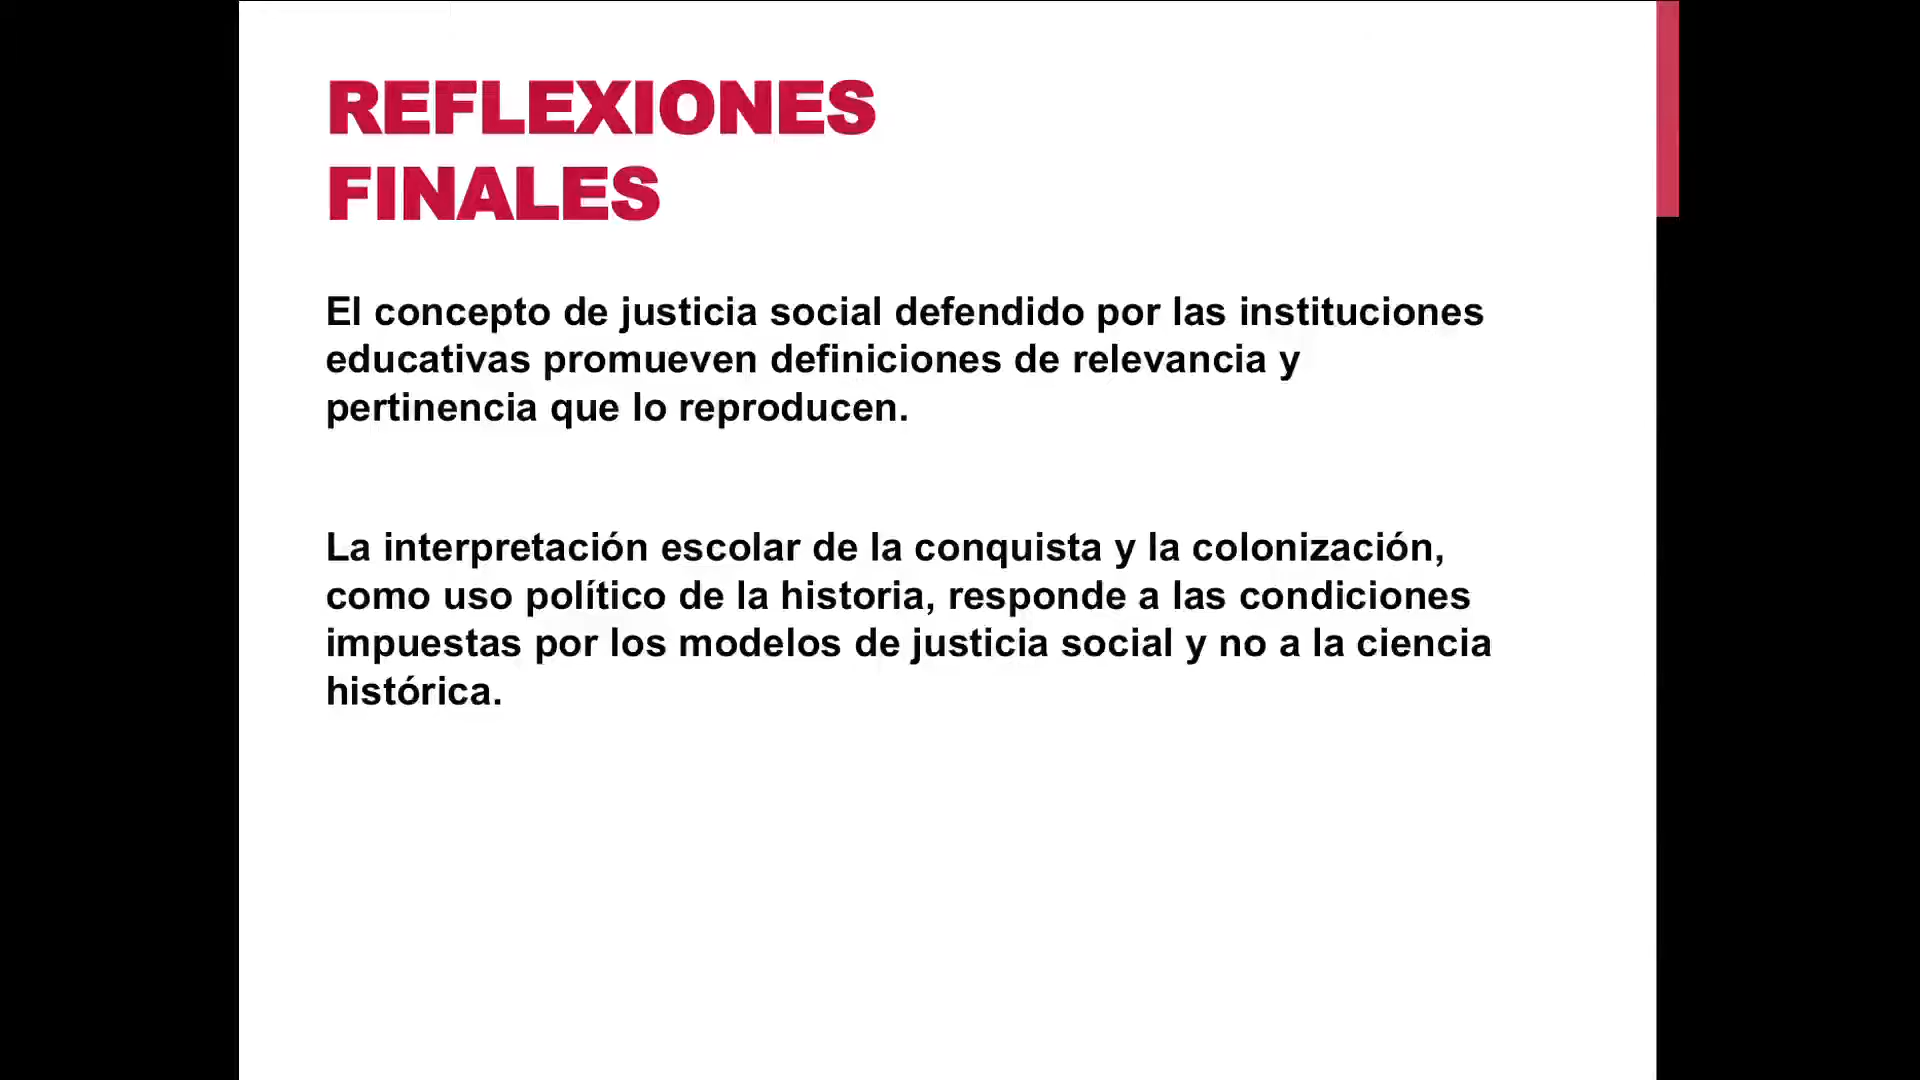 REFLEXIONES
FINALES
El concepto de justicia social defendido por las instituciones
educativas promueven definiciones de relevancia y
pertinencia que lo reproducen.
La interpretación escolar de la conquista y la colonización,
como uso político de la historia, responde a las condiciones
impuestas por los modelos de justicia social y no a la ciencia
histórica.